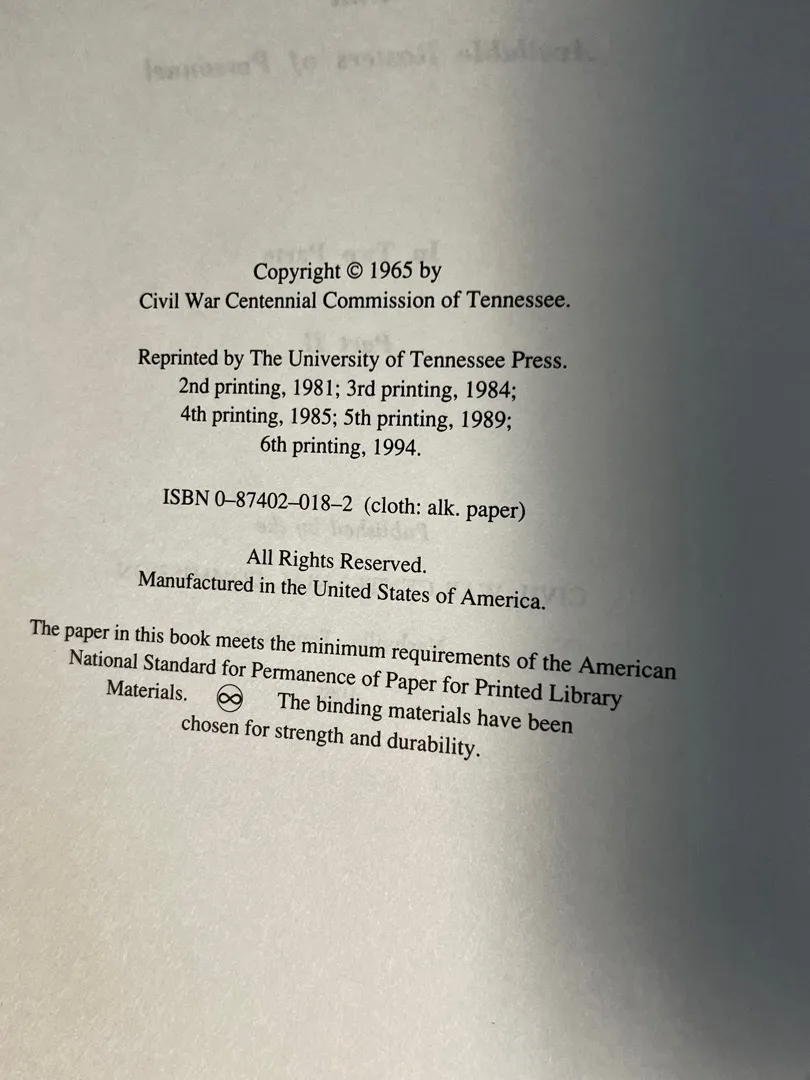 Copyright © 1965 by
Civil War Centennial Commission of Tennessee.
Reprinted by The University of Tennessee Press.
2nd printing, 1981; 3rd printing, 1984;
4th printing, 1985; 5th printing, 1989;
6th printing, 1994.
ISBN 0–87402–018–2 (cloth: alk. paper)
All Rights Reserved.
Manufactured in the United States of America.
The paper in this book meets the minimum requirements of the American
National Standard for Permanence of Paper for Printed Library
Materials. ♾ The binding materials have been
chosen for strength and durability.